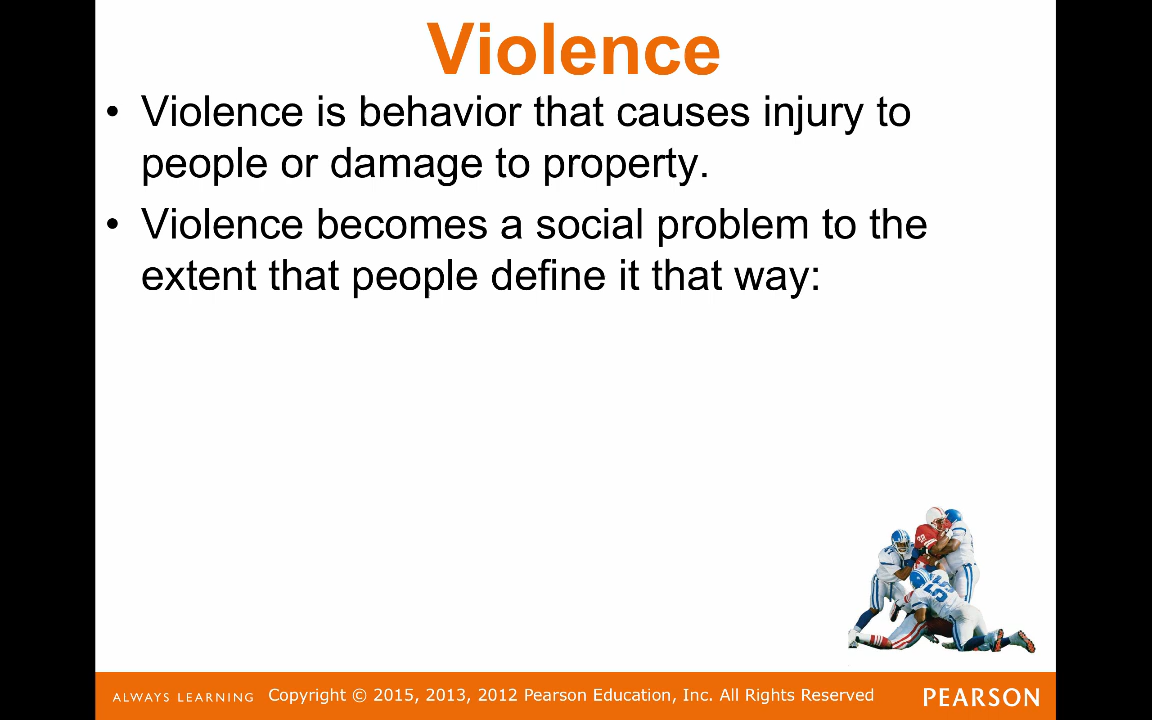 Violence
• Violence is behavior that causes injury to
people or damage to property.
• Violence becomes a social problem to the
extent that people define it that way:
ALWAYS LEARNING Copyright © 2015, 2013, 2012 Pearson Education, Inc. All Rights Reserved PEARSON